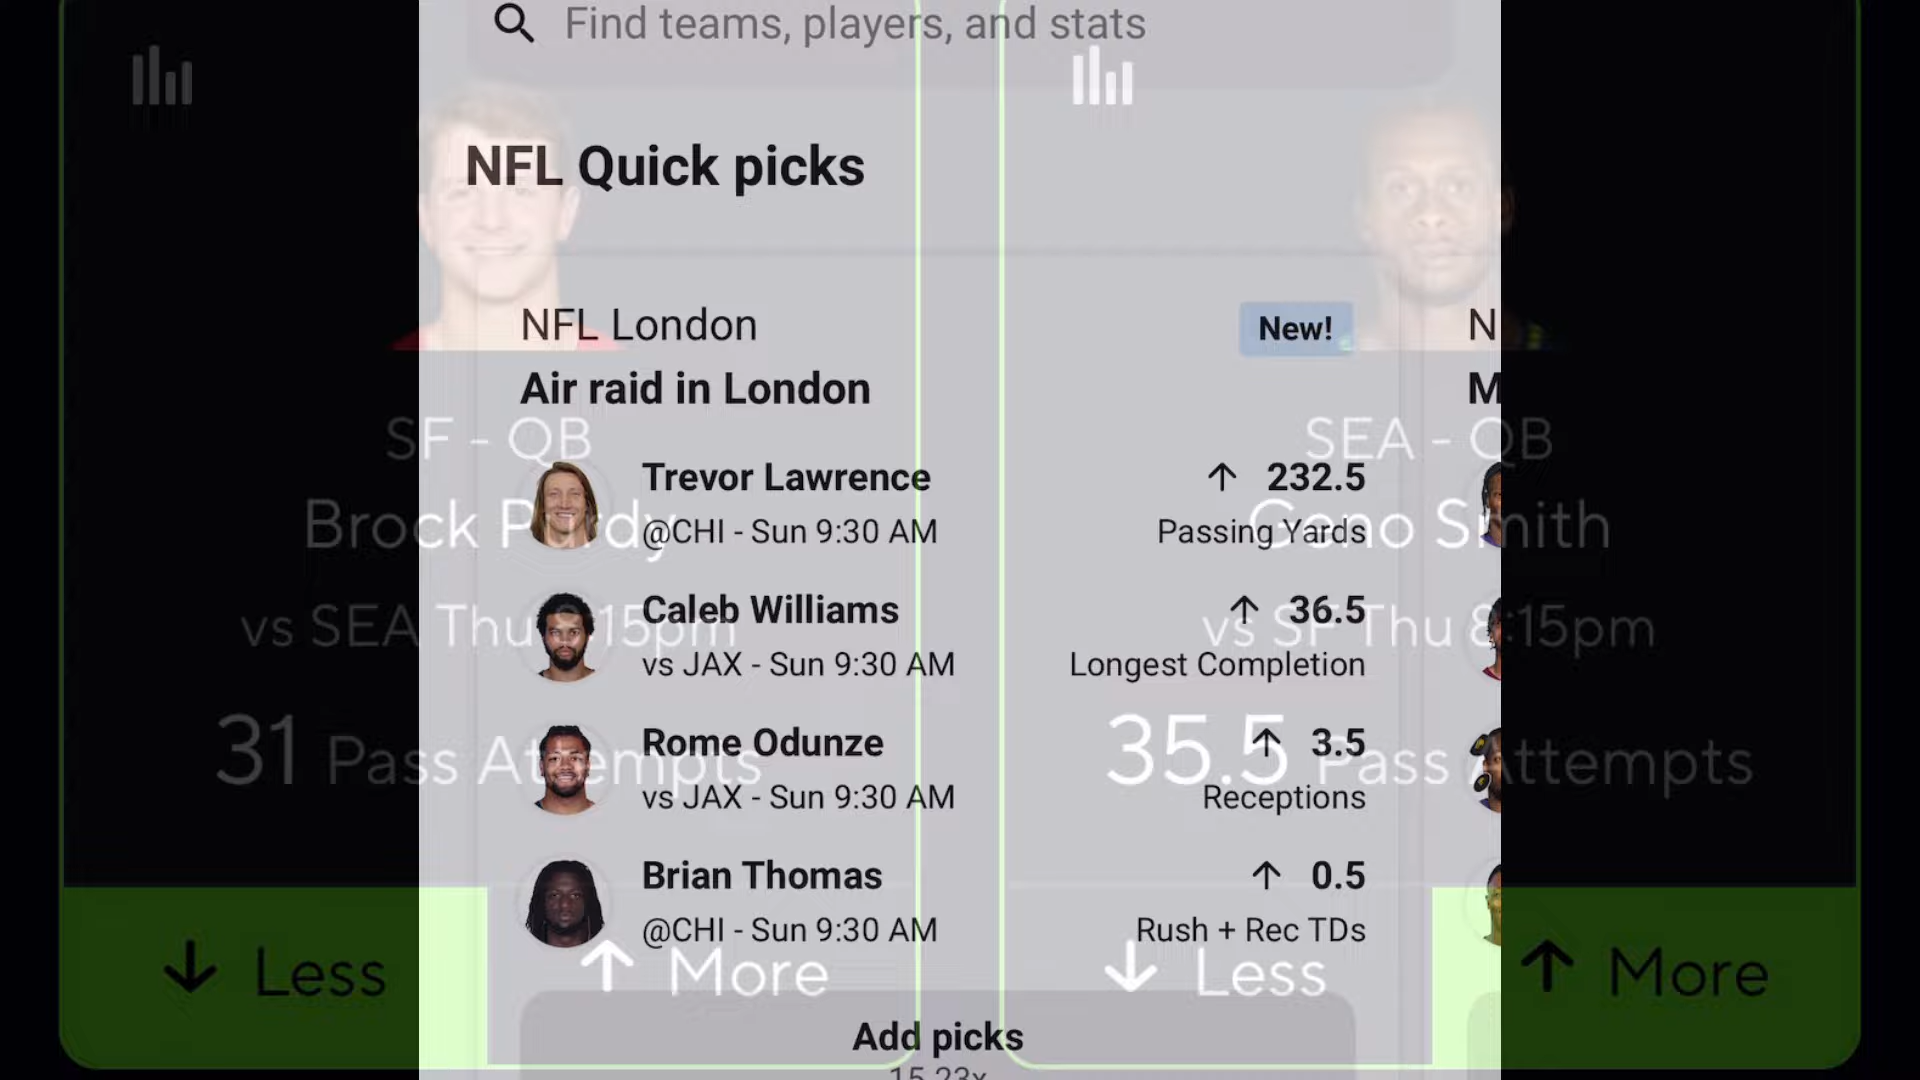 Find teams, players, and stats
NFL Quick picks
NFL London
New!
N
Air raid in London
M
Trevor Lawrence
↑ 232.5
@CHI - Sun 9:30 AM
Passing Yards
Caleb Williams
↑ 36.5
vs JAX - Sun 9:30 AM
Longest Completion
Rome Odunze
↑ 3.5
vs JAX - Sun 9:30 AM
Receptions
Brian Thomas
↑ 0.5
@CHI - Sun 9:30 AM
Rush + Rec TDs
Add picks
15.23x
SF - QB
Brock Purdy
vs SEA Thu 8:15pm
31 Pass Attempts
↓ Less
↑ More
SEA - QB
Geno Smith
vs SF Thu 8:15pm
35.5 Pass Attempts
↓ Less
↑ More